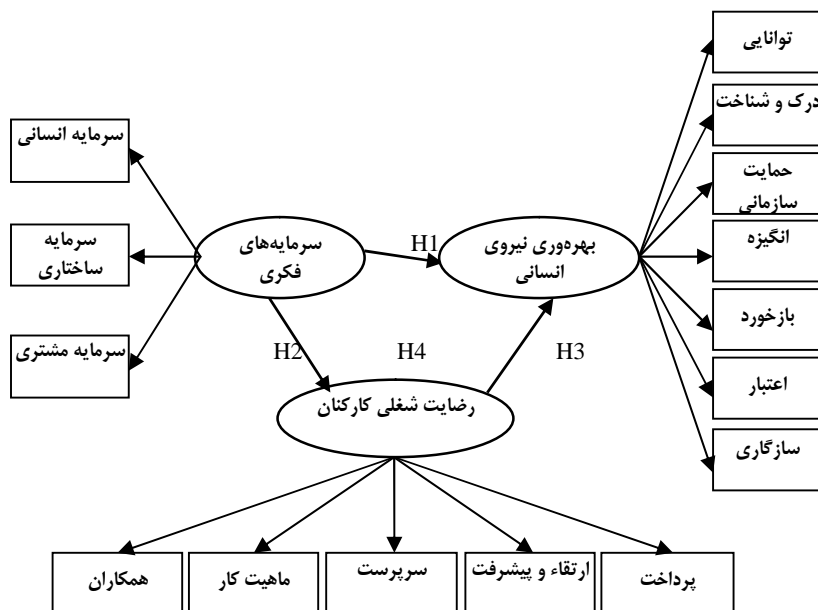 توانایی
درک و شناخت
حمایت
سازمانی
انگیزه
بازخورد
اعتبار
سازگاری
بهره‌وری نیروی
انسانی
سرمایه‌های
فکری
سرمایه انسانی
سرمایه
ساختاری
سرمایه مشتری
H1
H2
H4
H3
رضایت شغلی کارکنان
پرداخت
ارتقاء و پیشرفت
سرپرست
ماهیت کار
همکاران